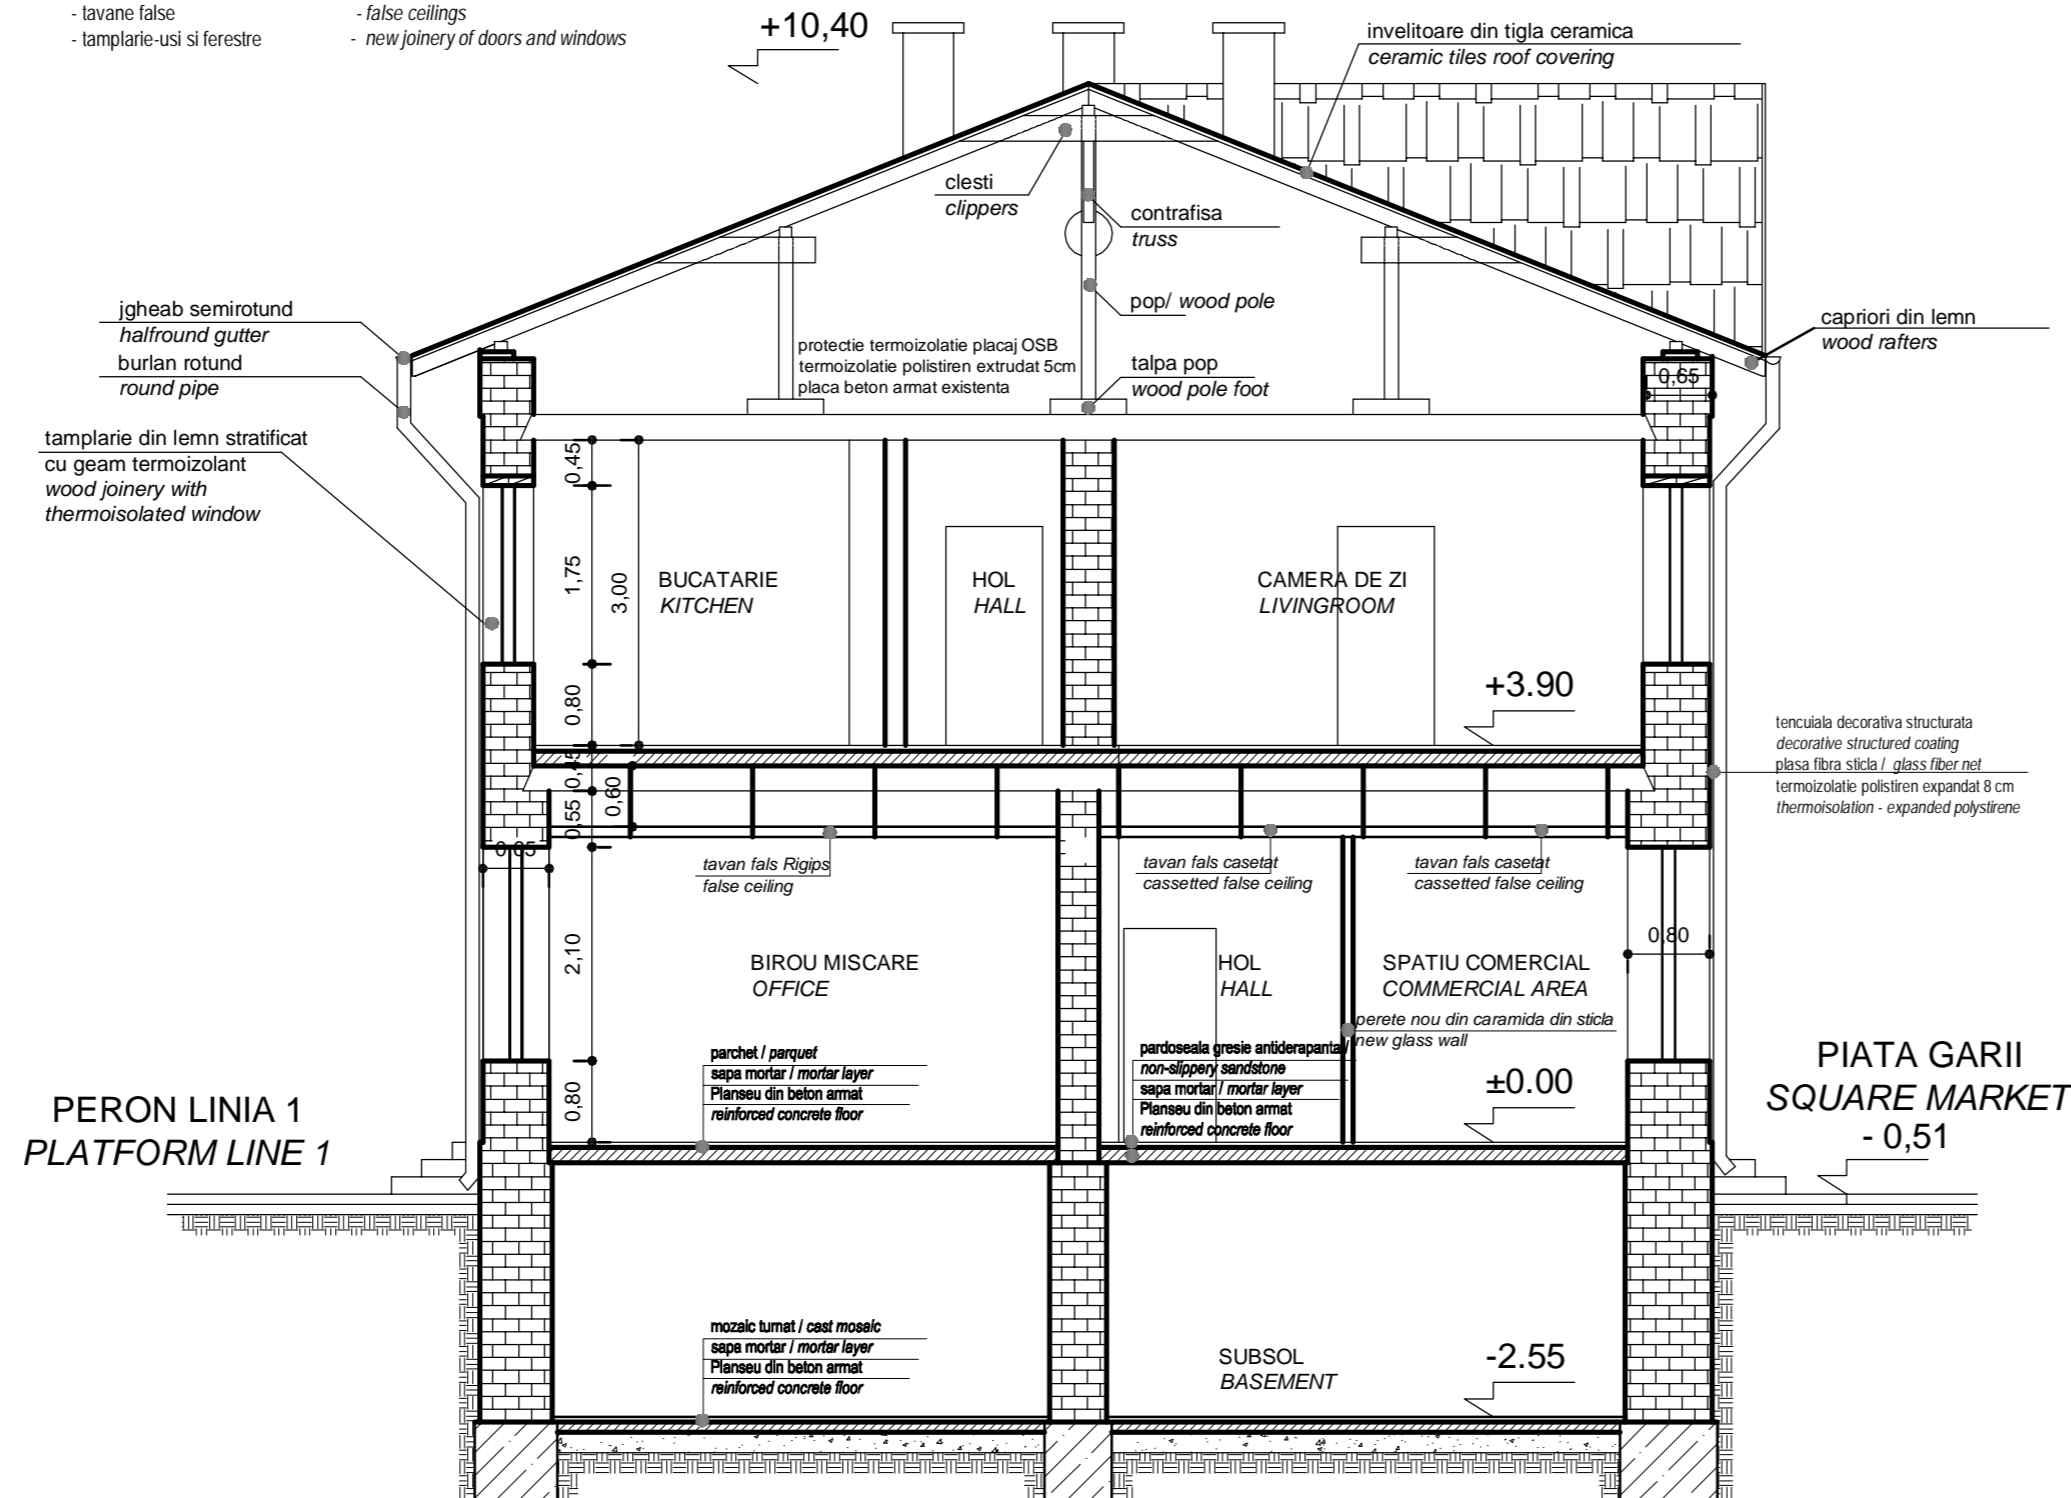 - tavane false
- false ceilings
- tamplarie-usi si ferestre
- new joinery of doors and windows
+10,40
invelitoare din tigla ceramica
ceramic tiles roof covering
clesti
clippers
contrafisa
truss
pop/ wood pole
jgheab semirotund
halfround gutter
burlan rotund
round pipe
capriori din lemn
wood rafters
protectie termoizolatie placaj OSB
termoizolatie polistiren extrudat 5cm
placa beton armat existenta
talpa pop
wood pole foot
0,65
tamplarie din lemn stratificat
cu geam termoizolant
wood joinery with
thermoisolated window
0,45
1,75
3,00
0,80
BUCATARIE
KITCHEN
HOL
HALL
CAMERA DE ZI
LIVINGROOM
+3.90
tencuiala decorativa structurata
decorative structured coating
plasa fibra sticla / glass fiber net
termoizolatie polistiren expandat 8 cm
thermoisolation - expanded polystirene
0,45
0,60
0,55
0,65
tavan fals Rigips
false ceiling
tavan fals casetat
cassetted false ceiling
tavan fals casetat
cassetted false ceiling
2,10
0,80
0,80
BIROU MISCARE
OFFICE
HOL
HALL
SPATIU COMERCIAL
COMMERCIAL AREA
perete nou din caramida din sticla
new glass wall
parchet / parquet
sapa mortar / mortar layer
Planseu din beton armat
reinforced concrete floor
pardoseala gresie antiderapanta/
non-slippery sandstone
sapa mortar / mortar layer
Planseu din beton armat
reinforced concrete floor
±0.00
PERON LINIA 1
PLATFORM LINE 1
PIATA GARII
SQUARE MARKET
- 0,51
mozaic turnat / cast mosaic
sapa mortar / mortar layer
Planseu din beton armat
reinforced concrete floor
SUBSOL
BASEMENT
-2.55